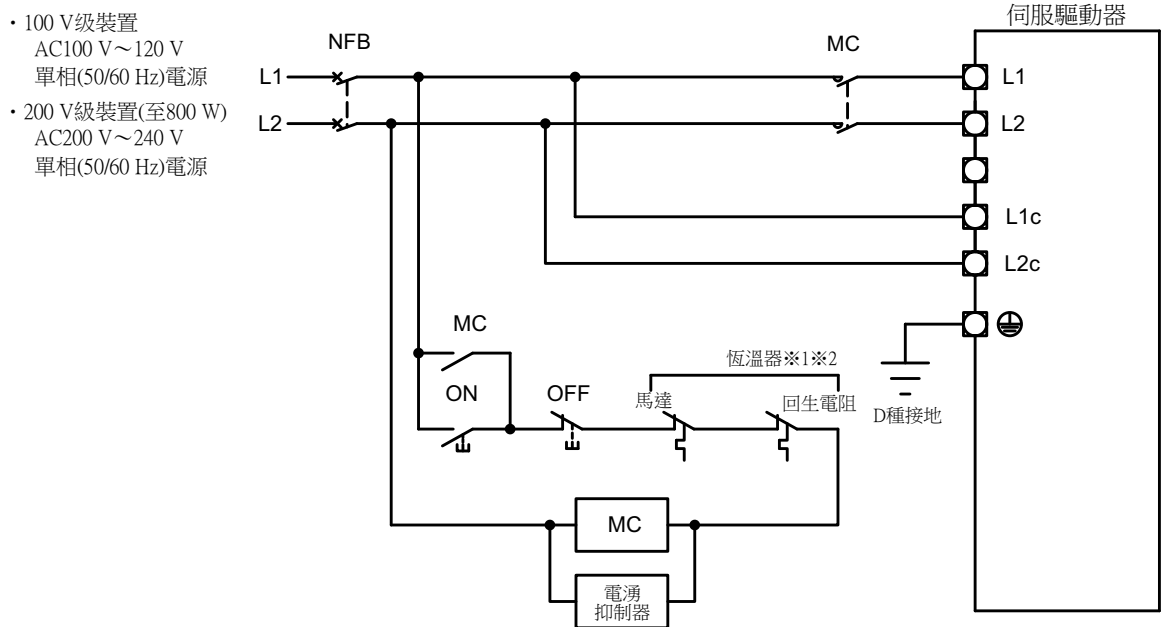 ・100 V级裝置
AC100 V～120 V
單相(50/60 Hz)電源
・200 V級裝置(至800 W)
AC200 V～240 V
單相(50/60 Hz)電源
伺服驅動器
NFB
MC
L1
L1
L2
L2
L1c
L2c
MC
恆溫器※1※2
ON
OFF
馬達
回生電阻
D種接地
MC
電湧
抑制器